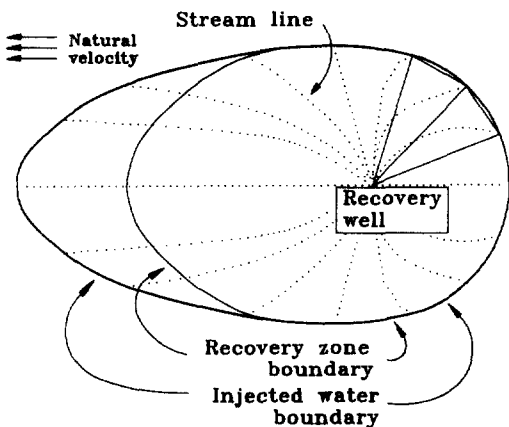 Stream line
Natural
velocity
Recovery
well
Recovery zone
boundary
Injected water
boundary